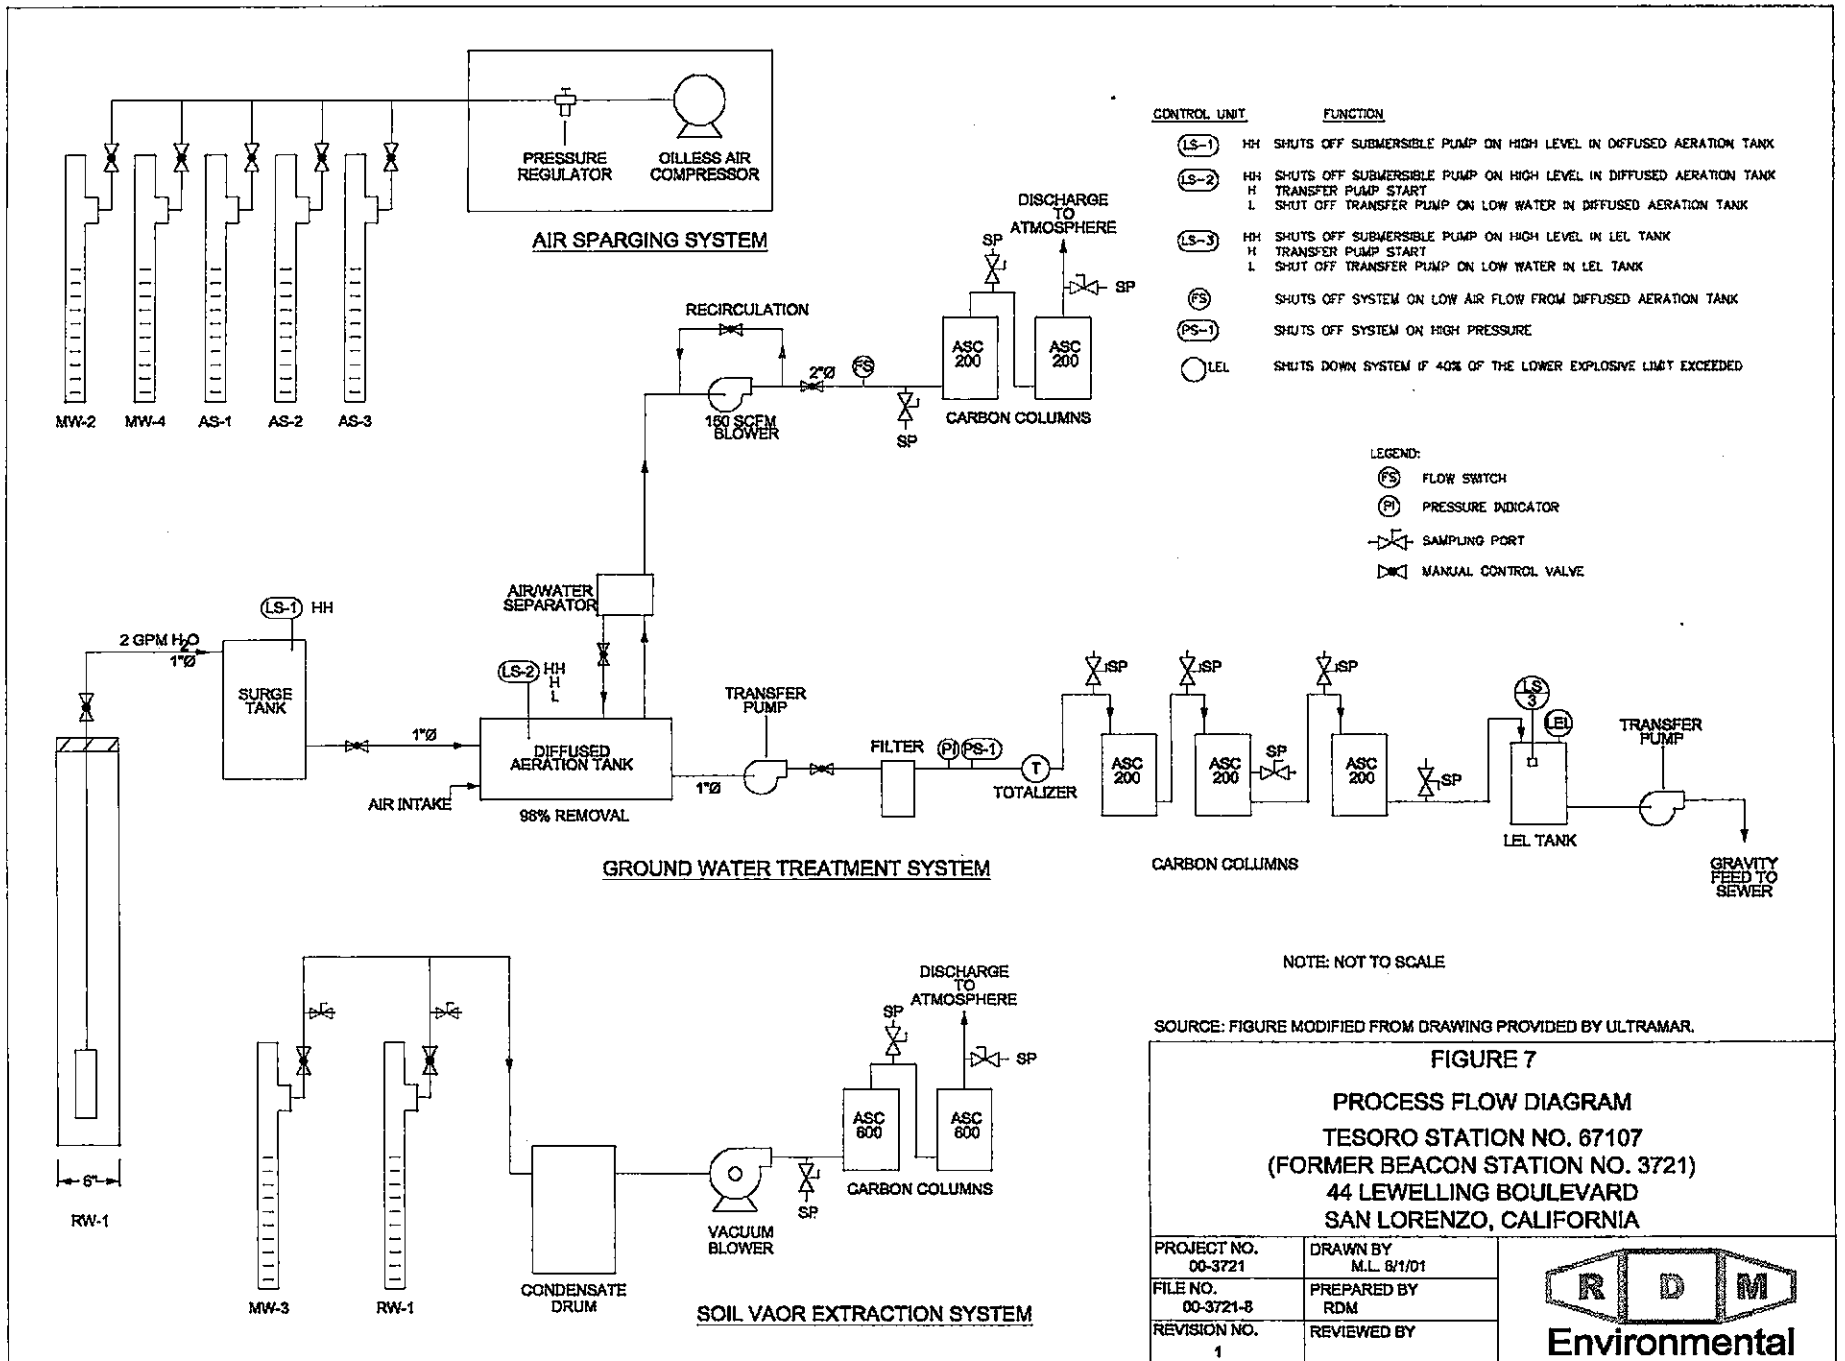 PRESSURE
REGULATOR
OILLESS AIR
COMPRESSOR
AIR SPARGING SYSTEM
MW-2
MW-4
AS-1
AS-2
AS-3
CONTROL UNIT
FUNCTION
LS-1 HH SHUTS OFF SUBMERSIBLE PUMP ON HIGH LEVEL IN DIFFUSED AERATION TANK
LS-2 HH SHUTS OFF SUBMERSIBLE PUMP ON HIGH LEVEL IN DIFFUSED AERATION TANK
H TRANSFER PUMP START
L SHUT OFF TRANSFER PUMP ON LOW WATER IN DIFFUSED AERATION TANK
LS-3 HH SHUTS OFF SUBMERSIBLE PUMP ON HIGH LEVEL IN LEL TANK
H TRANSFER PUMP START
L SHUT OFF TRANSFER PUMP ON LOW WATER IN LEL TANK
FS SHUTS OFF SYSTEM ON LOW AIR FLOW FROM DIFFUSED AERATION TANK
PS-1 SHUTS OFF SYSTEM ON HIGH PRESSURE
LEL SHUTS DOWN SYSTEM IF 40% OF THE LOWER EXPLOSIVE LIMIT EXCEEDED
LEGEND:
FS FLOW SWITCH
PI PRESSURE INDICATOR
SAMPLING PORT
MANUAL CONTROL VALVE
RECIRCULATION
150 SCFM
BLOWER
2"Ø
FS
SP
SP
DISCHARGE
TO
ATMOSPHERE
SP
ASC
200
ASC
200
CARBON COLUMNS
AIR/WATER
SEPARATOR
2 GPM H2O
1"Ø
LS-1 HH
SURGE
TANK
1"Ø
LS-2 HH
H
L
DIFFUSED
AERATION TANK
AIR INTAKE
98% REMOVAL
1"Ø
TRANSFER
PUMP
FILTER
PI
PS-1
T
TOTALIZER
SP
SP
SP
ASC
200
ASC
200
SP
ASC
200
SP
CARBON COLUMNS
LS
3
LEL
LEL TANK
TRANSFER
PUMP
GRAVITY
FEED TO
SEWER
GROUND WATER TREATMENT SYSTEM
6"
RW-1
MW-3
RW-1
CONDENSATE
DRUM
VACUUM
BLOWER
SP
SP
DISCHARGE
TO
ATMOSPHERE
SP
ASC
600
ASC
600
CARBON COLUMNS
SOIL VAOR EXTRACTION SYSTEM
NOTE: NOT TO SCALE
SOURCE: FIGURE MODIFIED FROM DRAWING PROVIDED BY ULTRAMAR.
FIGURE 7
PROCESS FLOW DIAGRAM
TESORO STATION NO. 67107
(FORMER BEACON STATION NO. 3721)
44 LEWELLING BOULEVARD
SAN LORENZO, CALIFORNIA
PROJECT NO.
00-3721
DRAWN BY
M.L. 8/1/01
FILE NO.
00-3721-8
PREPARED BY
RDM
REVISION NO.
1
REVIEWED BY
RDM
Environmental